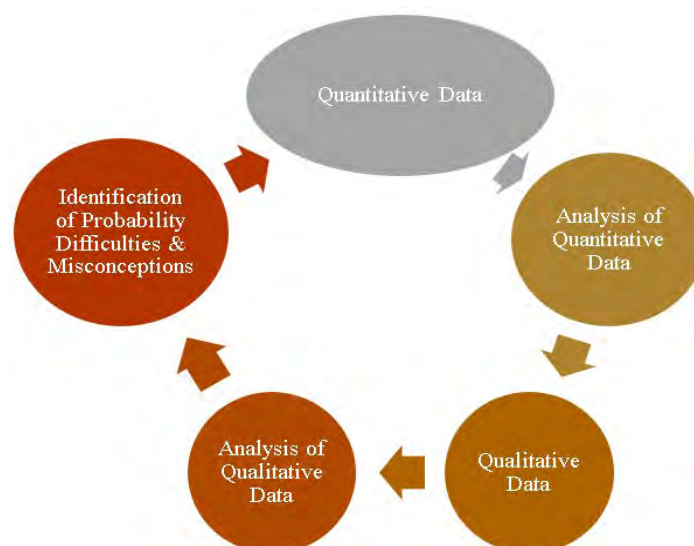 Quantitative Data
Identification
of Probability
Difficulties &
Misconceptions
Analysis of
Quantitative
Data
Analysis of
Qualitative
Data
Qualitative
Data